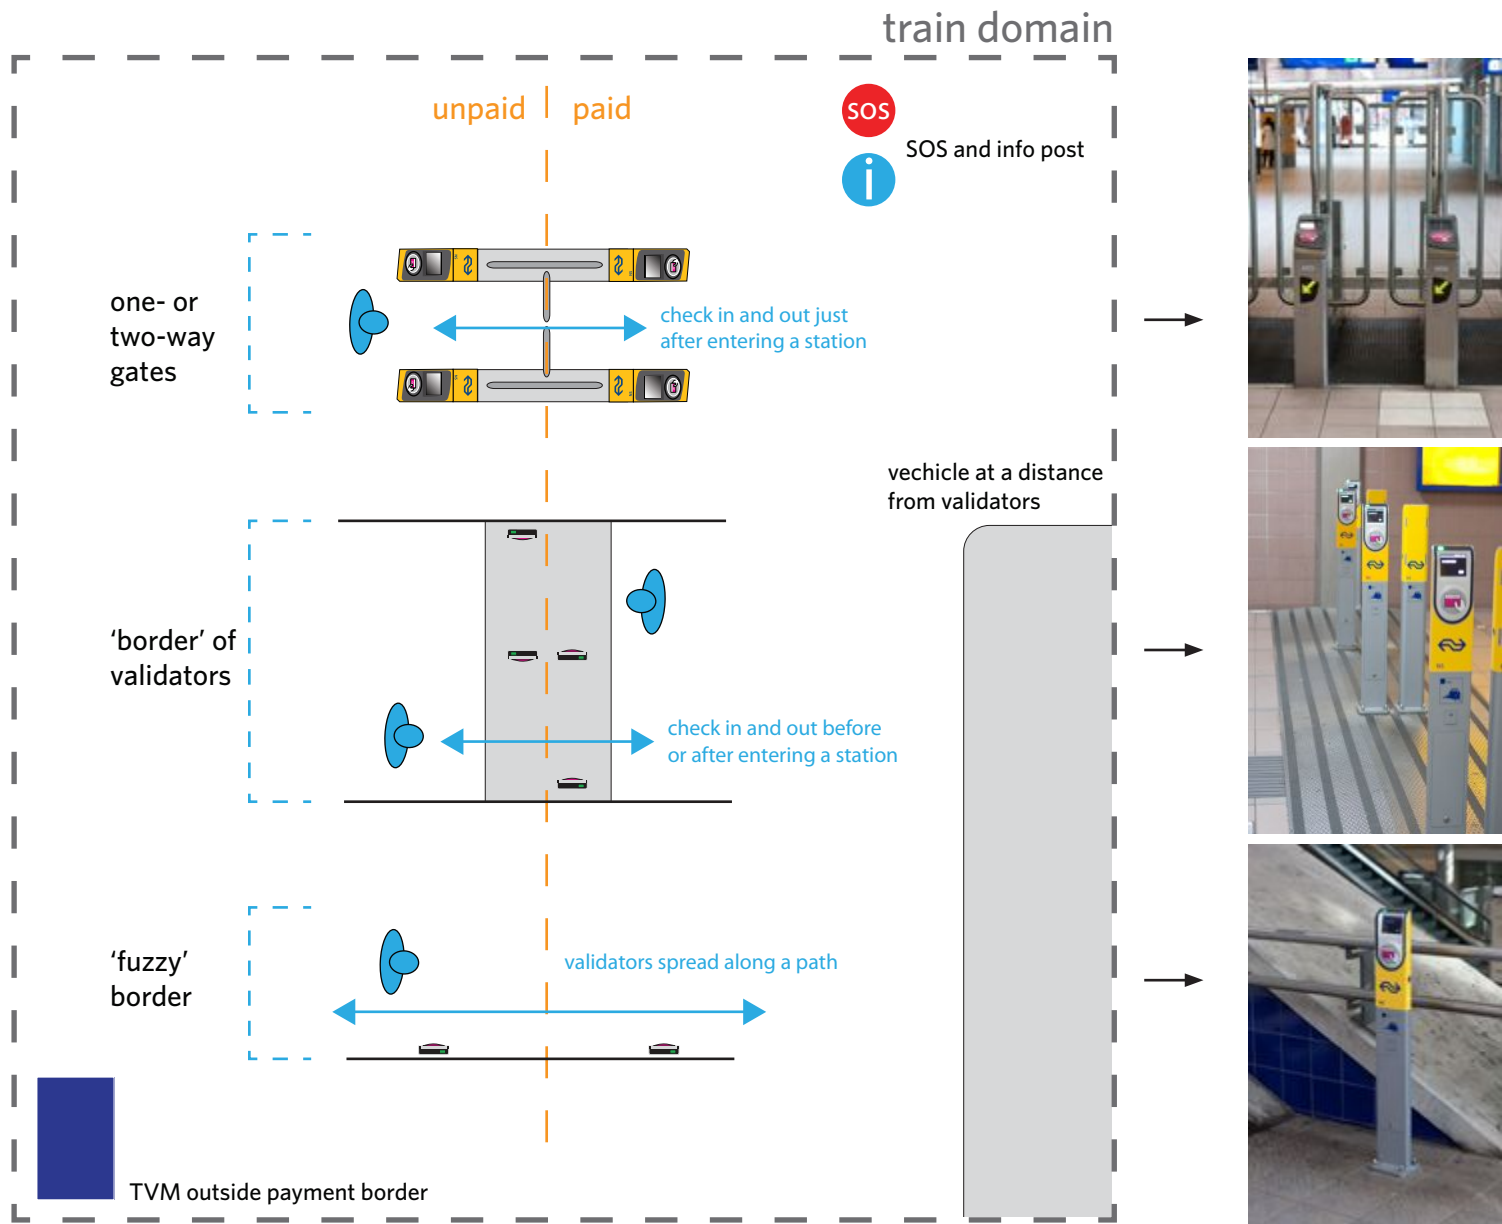 train domain
unpaid
paid
SOS
i
SOS and info post
one- or
two-way
gates
check in and out just
after entering a station
vechicle at a distance
from validators
‘border’ of
validators
check in and out before
or after entering a station
‘fuzzy’
border
validators spread along a path
TVM outside payment border